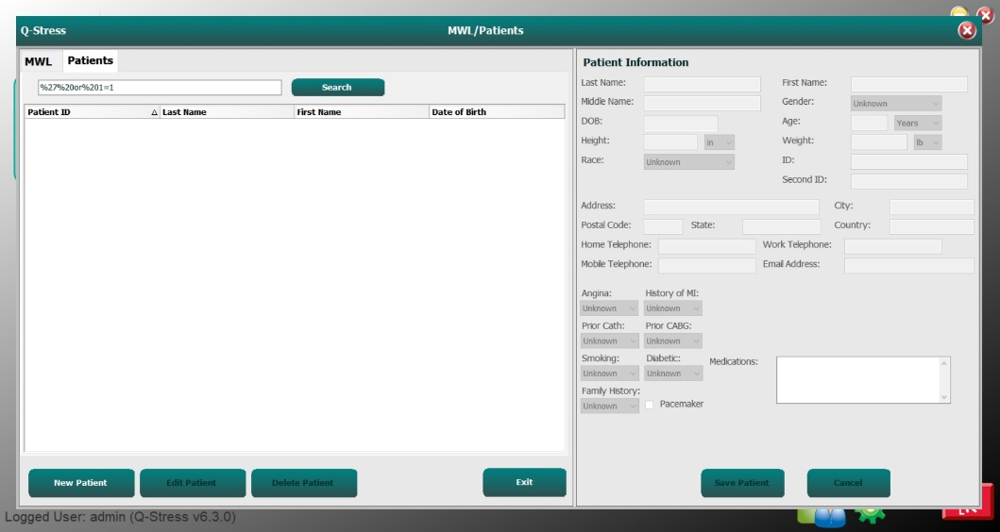 Q-Stress MWL/Patients
MWL Patients
%27%20or%201=1 Search
Patient ID Last Name First Name Date of Birth
New Patient Edit Patient Delete Patient Exit
Patient Information
Last Name: First Name:
Middle Name: Gender: Unknown
DOB: Age: Years
Height: in Weight: lb
Race: Unknown ID:
Second ID:
Address: City:
Postal Code: State: Country:
Home Telephone: Work Telephone:
Mobile Telephone: Email Address:
Angina: History of MI:
Unknown Unknown
Prior Cath: Prior CABG:
Unknown Unknown
Smoking: Diabetic: Medications:
Unknown Unknown
Family History:
Unknown Pacemaker
Save Patient Cancel
Logged User: admin (Q-Stress v6.3.0)